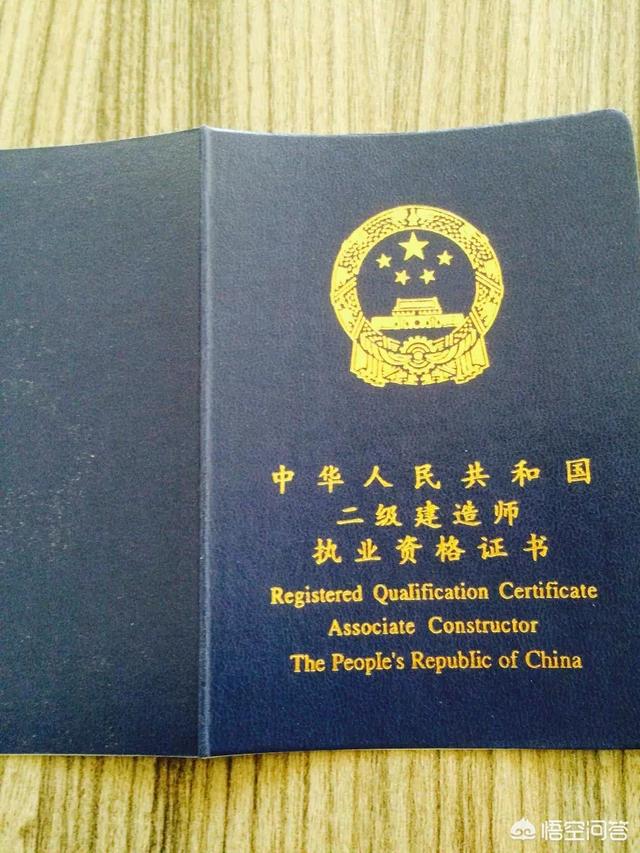 中华人民共和国
二级建造师
执业资格证书
Registered Qualification Certificate
Associate Constructor
The People's Republic of China
悟空问答